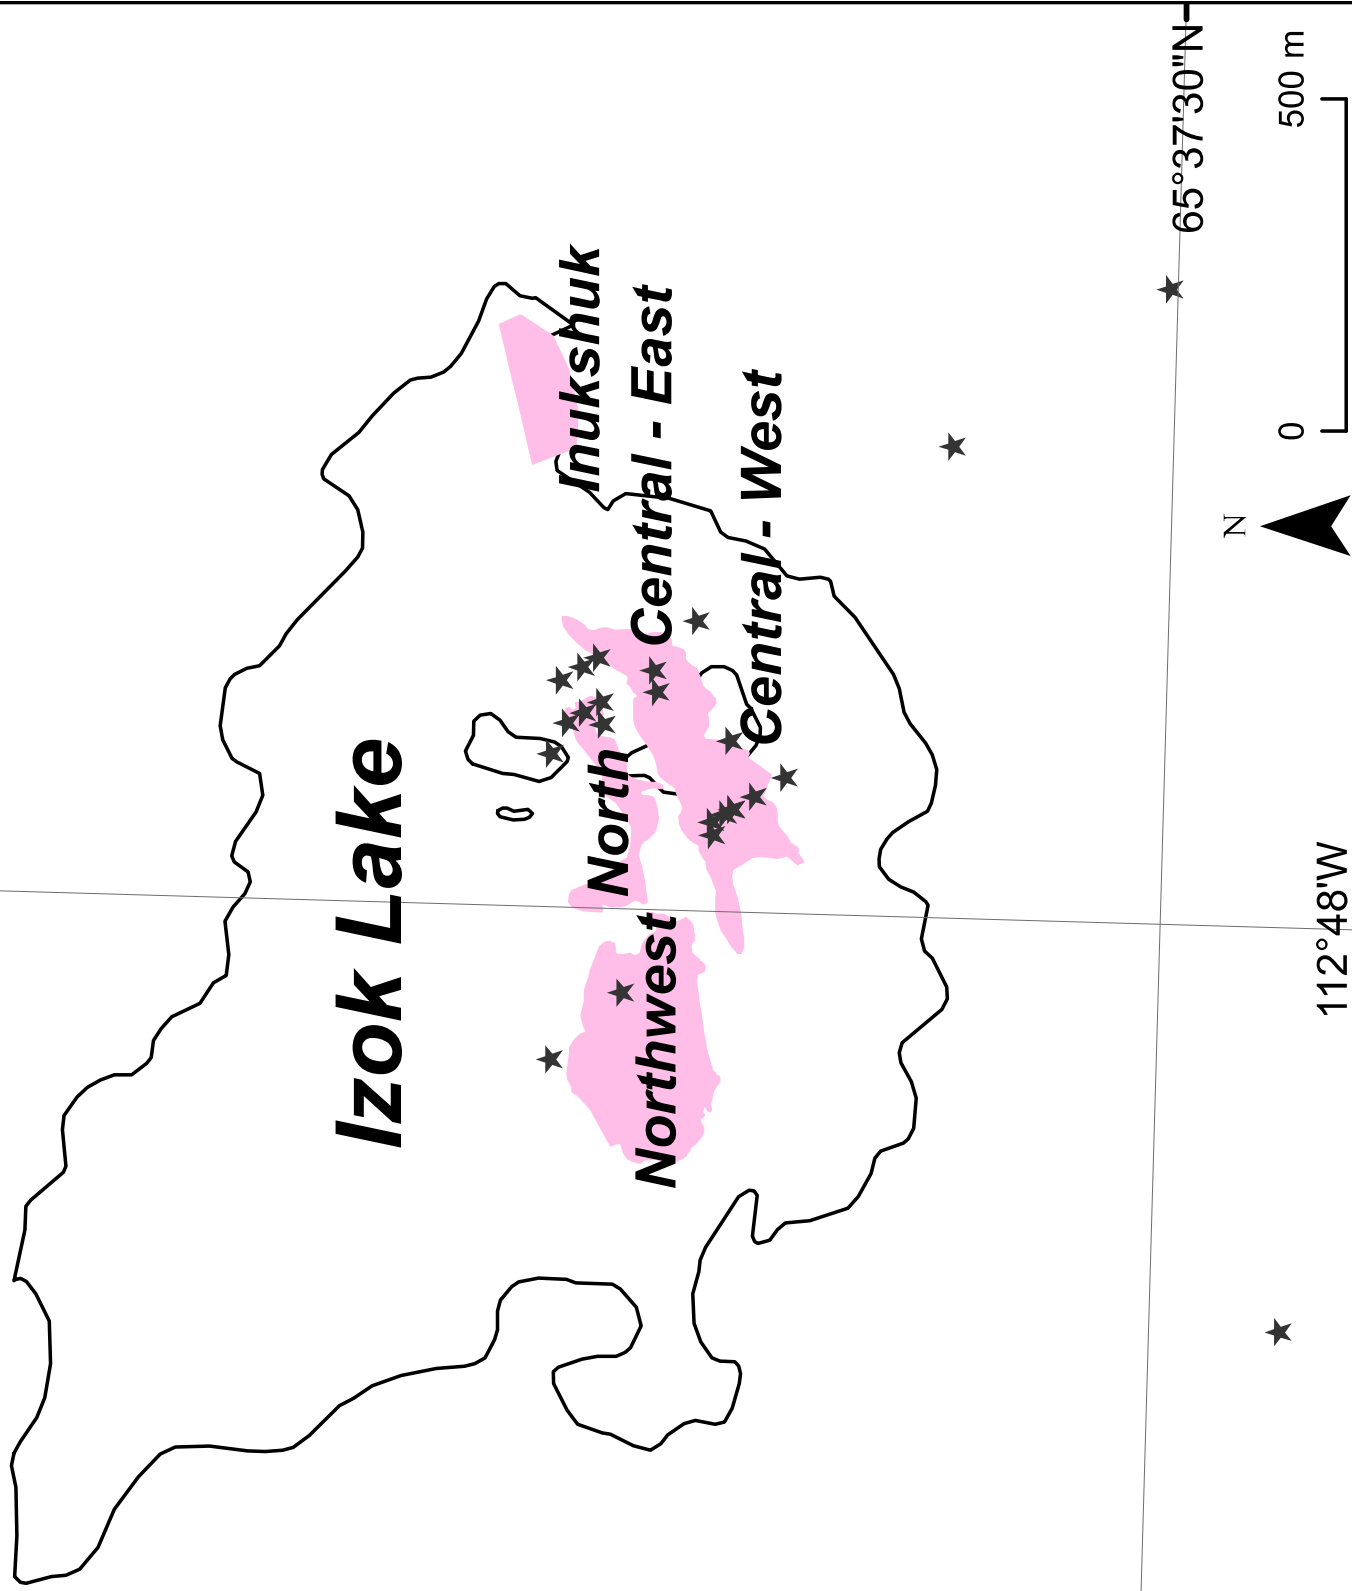 Izok Lake
Inukshuk
North
Central - East
Northwest
Central - West
65°37'30"N
N
0
500 m
112°48'W